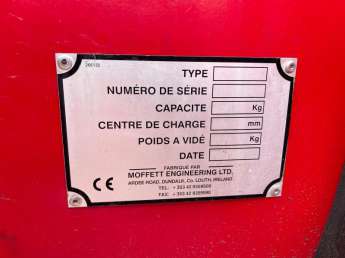 TYPE
NUMÉRO DE SÉRIE
CAPACITE Kg
CENTRE DE CHARGE mm
POIDS A VIDÉ Kg
DATE
FABRIQUÉ PAR
MOFFETT ENGINEERING LTD.
ARDEE ROAD, DUNDALK, Co. LOUTH, IRELAND.
CE